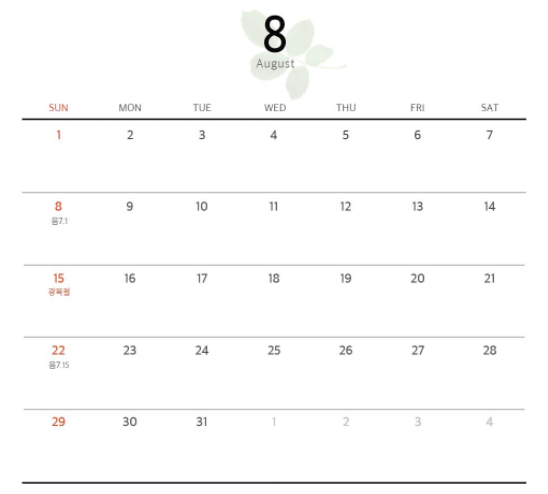 8
August
SUN MON TUE WED THU FRI SAT
1 2 3 4 5 6 7
8 9 10 11 12 13 14
음7.1
15 16 17 18 19 20 21
광복절
22 23 24 25 26 27 28
음7.15
29 30 31 1 2 3 4